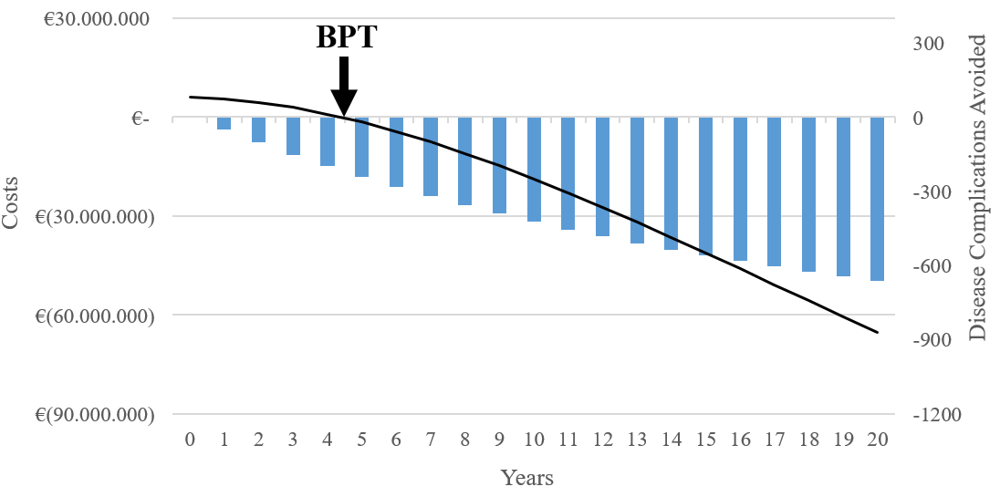 BPT
€30.000.000
€-
€(30.000.000)
€(60.000.000)
€(90.000.000)
Costs
300
0
-300
-600
-900
-1200
Disease Complications Avoided
0 1 2 3 4 5 6 7 8 9 10 11 12 13 14 15 16 17 18 19 20
Years